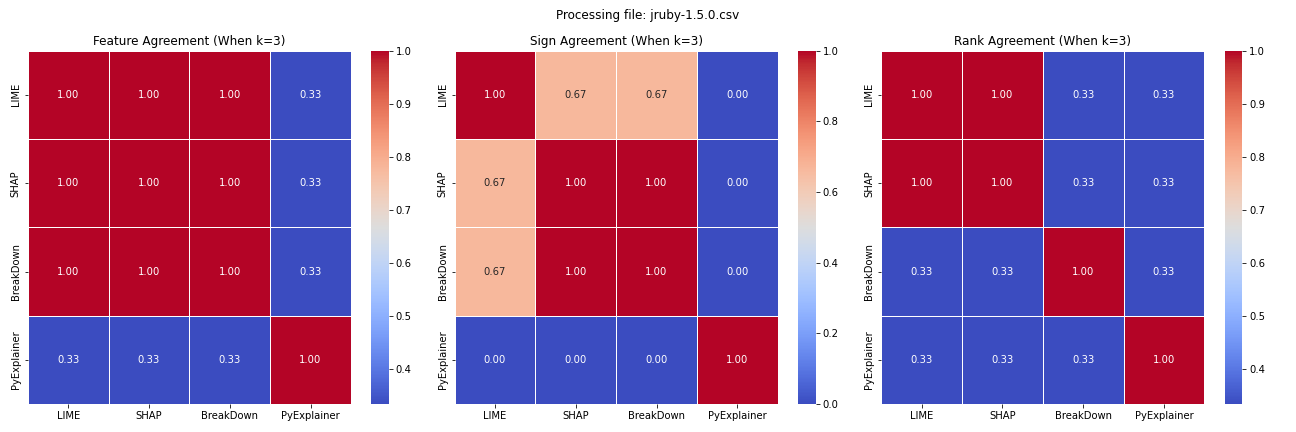 Processing file: jruby-1.5.0.csv
Feature Agreement (When k=3)
LIME 1.00 1.00 1.00 0.33
SHAP 1.00 1.00 1.00 0.33
BreakDown 1.00 1.00 1.00 0.33
PyExplainer 0.33 0.33 0.33 1.00
LIME SHAP BreakDown PyExplainer
1.0
0.9
0.8
0.7
0.6
0.5
0.4
Sign Agreement (When k=3)
LIME 1.00 0.67 0.67 0.00
SHAP 0.67 1.00 1.00 0.00
BreakDown 0.67 1.00 1.00 0.00
PyExplainer 0.00 0.00 0.00 1.00
LIME SHAP BreakDown PyExplainer
1.0
0.8
0.6
0.4
0.2
0.0
Rank Agreement (When k=3)
LIME 1.00 1.00 0.33 0.33
SHAP 1.00 1.00 0.33 0.33
BreakDown 0.33 0.33 1.00 0.33
PyExplainer 0.33 0.33 0.33 1.00
LIME SHAP BreakDown PyExplainer
1.0
0.9
0.8
0.7
0.6
0.5
0.4